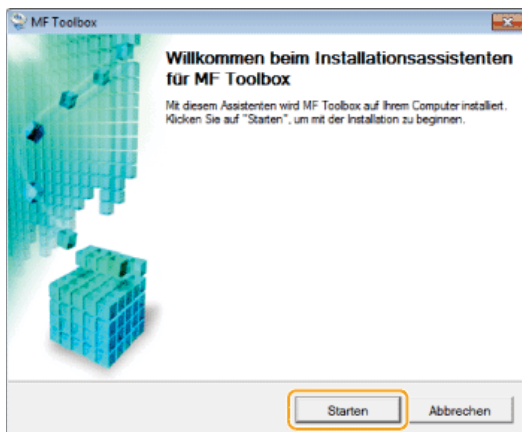 MF Toolbox
Willkommen beim Installationsassistenten
für MF Toolbox
Mit diesem Assistenten wird MF Toolbox auf Ihrem Computer installiert.
Klicken Sie auf "Starten", um mit der Installation zu beginnen.
Starten
Abbrechen